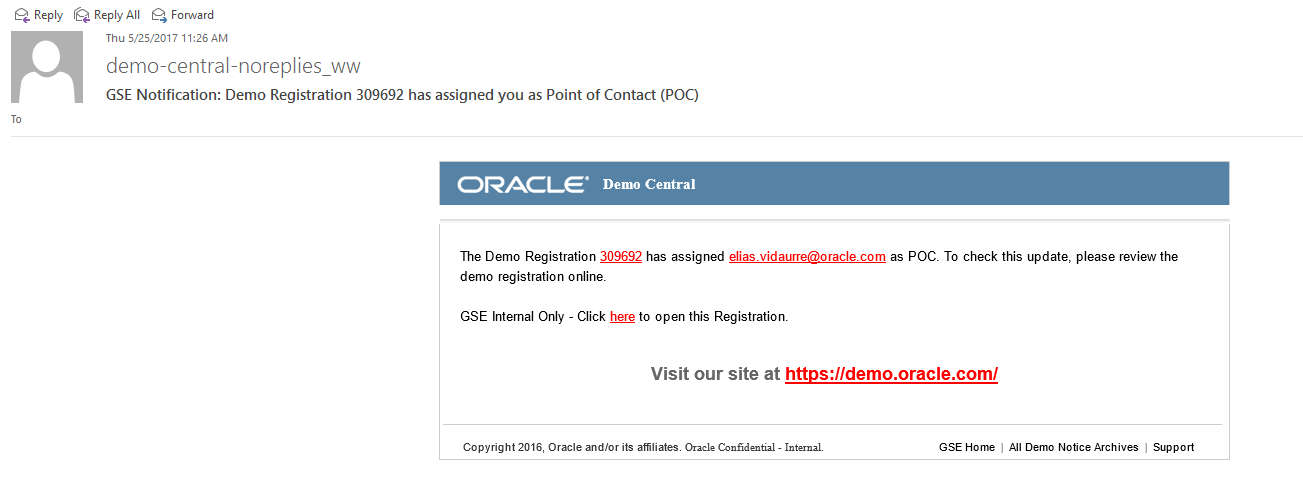 Reply Reply All Forward
Thu 5/25/2017 11:26 AM
demo-central-noreplies_ww
GSE Notification: Demo Registration 309692 has assigned you as Point of Contact (POC)
To
ORACLE® Demo Central
The Demo Registration 309692 has assigned elias.vidaurre@oracle.com as POC. To check this update, please review the
demo registration online.
GSE Internal Only - Click here to open this Registration.
Visit our site at https://demo.oracle.com/
Copyright 2016, Oracle and/or its affiliates. Oracle Confidential - Internal. GSE Home | All Demo Notice Archives | Support